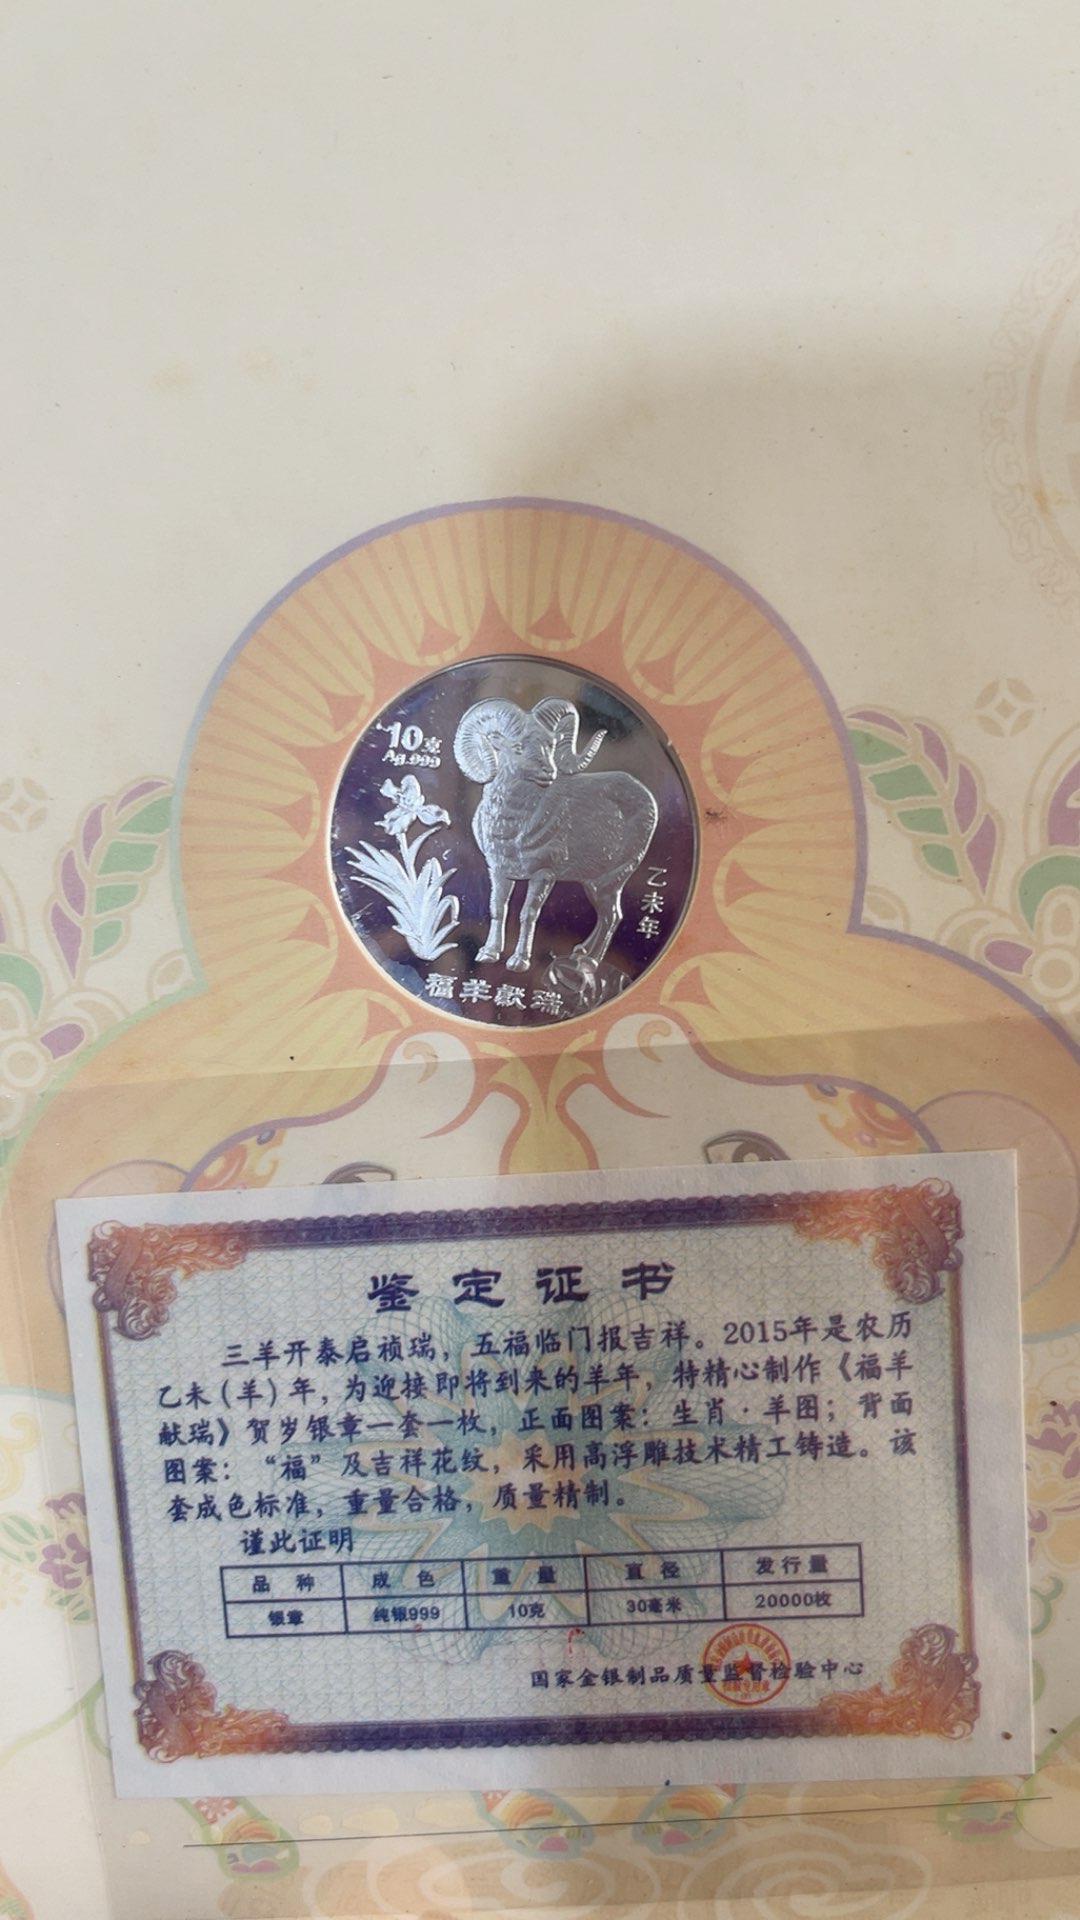 10克
Ag.999
乙未年
福羊獻瑞
鉴定证书
三羊开泰启祯瑞，五福临门报吉祥。2015年是农历
乙未（羊）年，为迎接即将到来的羊年，特精心制作《福羊
献瑞》贺岁银章一套一枚，正面图案：生肖·羊图；背面
图案：“福”及吉祥花纹，采用高浮雕技术精工铸造。该
套成色标准，重量合格，质量精制。
谨此证明
品种 成色 重量 直径 发行量
银章 纯银999 10克 30毫米 20000枚
国家金银制品质量监督检验中心